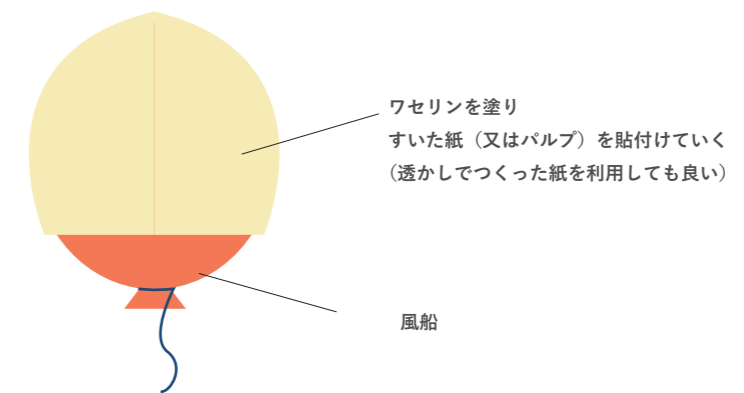 ワセリンを塗り
すいた紙（又はパルプ）を貼付けていく
（透かしでつくった紙を利用しても良い）
風船